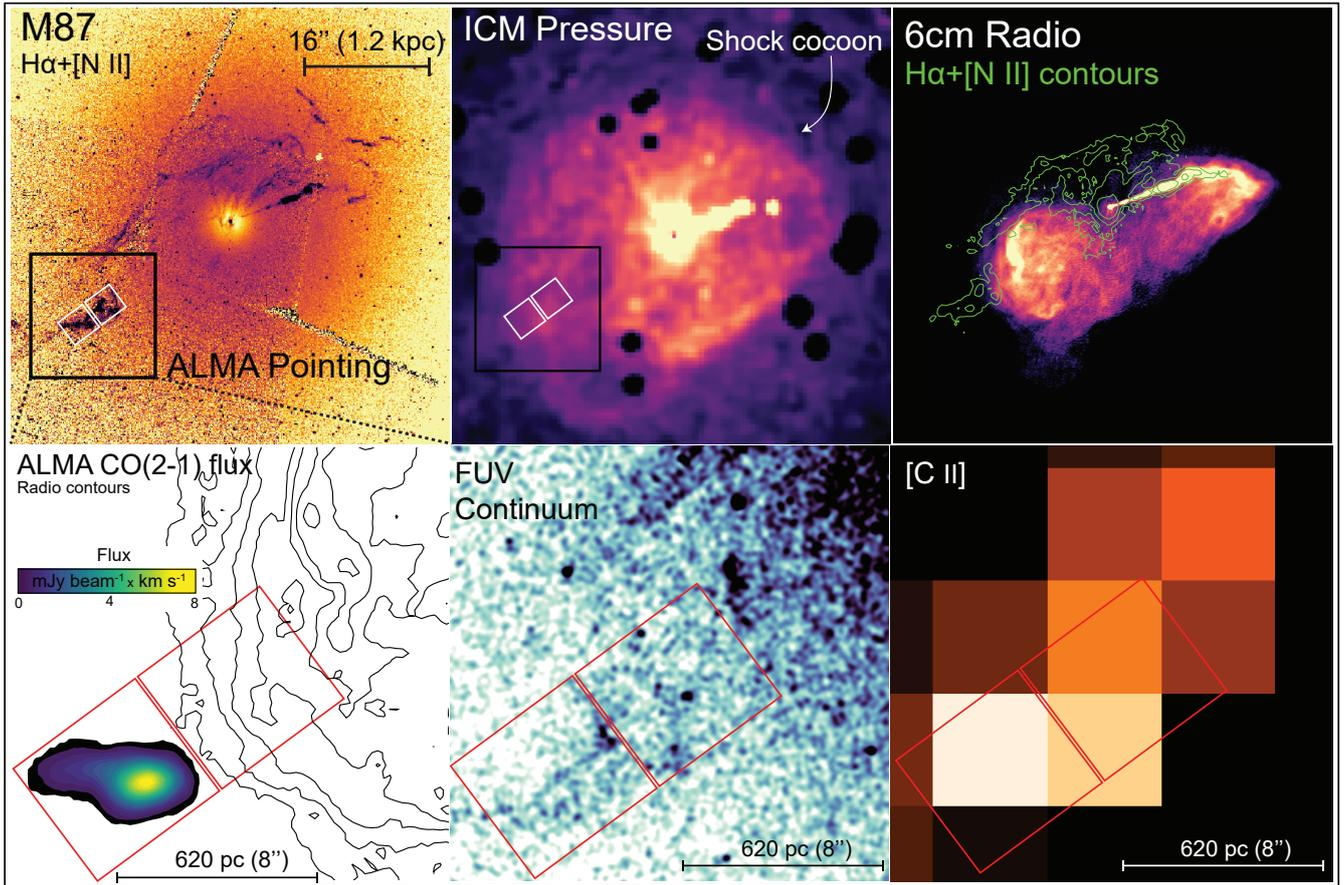 M87
Hα+[N II]
16’’ (1.2 kpc)
ALMA Pointing
ICM Pressure
Shock cocoon
6cm Radio
Hα+[N II] contours
ALMA CO(2-1) flux
Radio contours
Flux
mJy beam⁻¹ x km s⁻¹
0 4 8
620 pc (8’’)
FUV
Continuum
620 pc (8’’)
[C II]
620 pc (8’’)